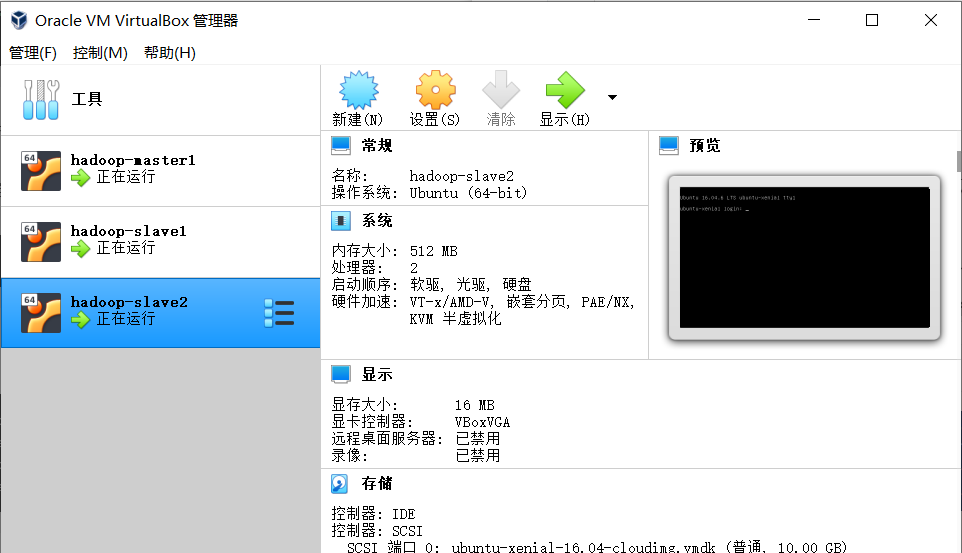 Oracle VM VirtualBox 管理器
管理(F) 控制(M) 帮助(H)
工具
64
hadoop-master1
正在运行
64
hadoop-slave1
正在运行
64
hadoop-slave2
正在运行
新建(N) 设置(S) 清除 显示(H)
常规
名称: hadoop-slave2
操作系统: Ubuntu (64-bit)
系统
内存大小: 512 MB
处理器: 2
启动顺序: 软驱, 光驱, 硬盘
硬件加速: VT-x/AMD-V, 嵌套分页, PAE/NX,
KVM 半虚拟化
预览
Ubuntu 16.04.6 LTS ubuntu-xenial tty1
ubuntu-xenial login: _
显示
显存大小: 16 MB
显卡控制器: VBoxVGA
远程桌面服务器: 已禁用
录像: 已禁用
存储
控制器: IDE
控制器: SCSI
SCSI 端口 0: ubuntu-xenial-16.04-cloudimg.vmdk (普通, 10.00 GB)